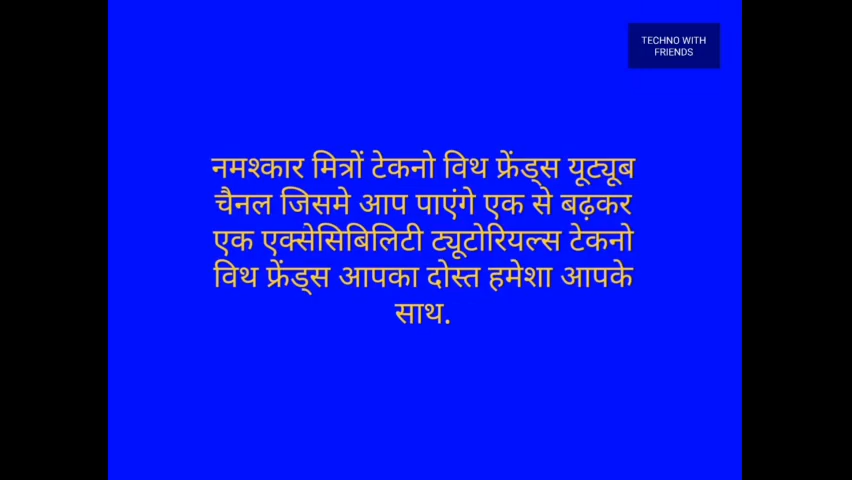 TECHNO WITH
FRIENDS
नमश्कार मित्रों टेकनो विथ फ्रेंड्स यूट्यूब
चैनल जिसमे आप पाएंगे एक से बढ़कर
एक एक्सेसिबिलिटी ट्यूटोरियल्स टेकनो
विथ फ्रेंड्स आपका दोस्त हमेशा आपके
साथ.